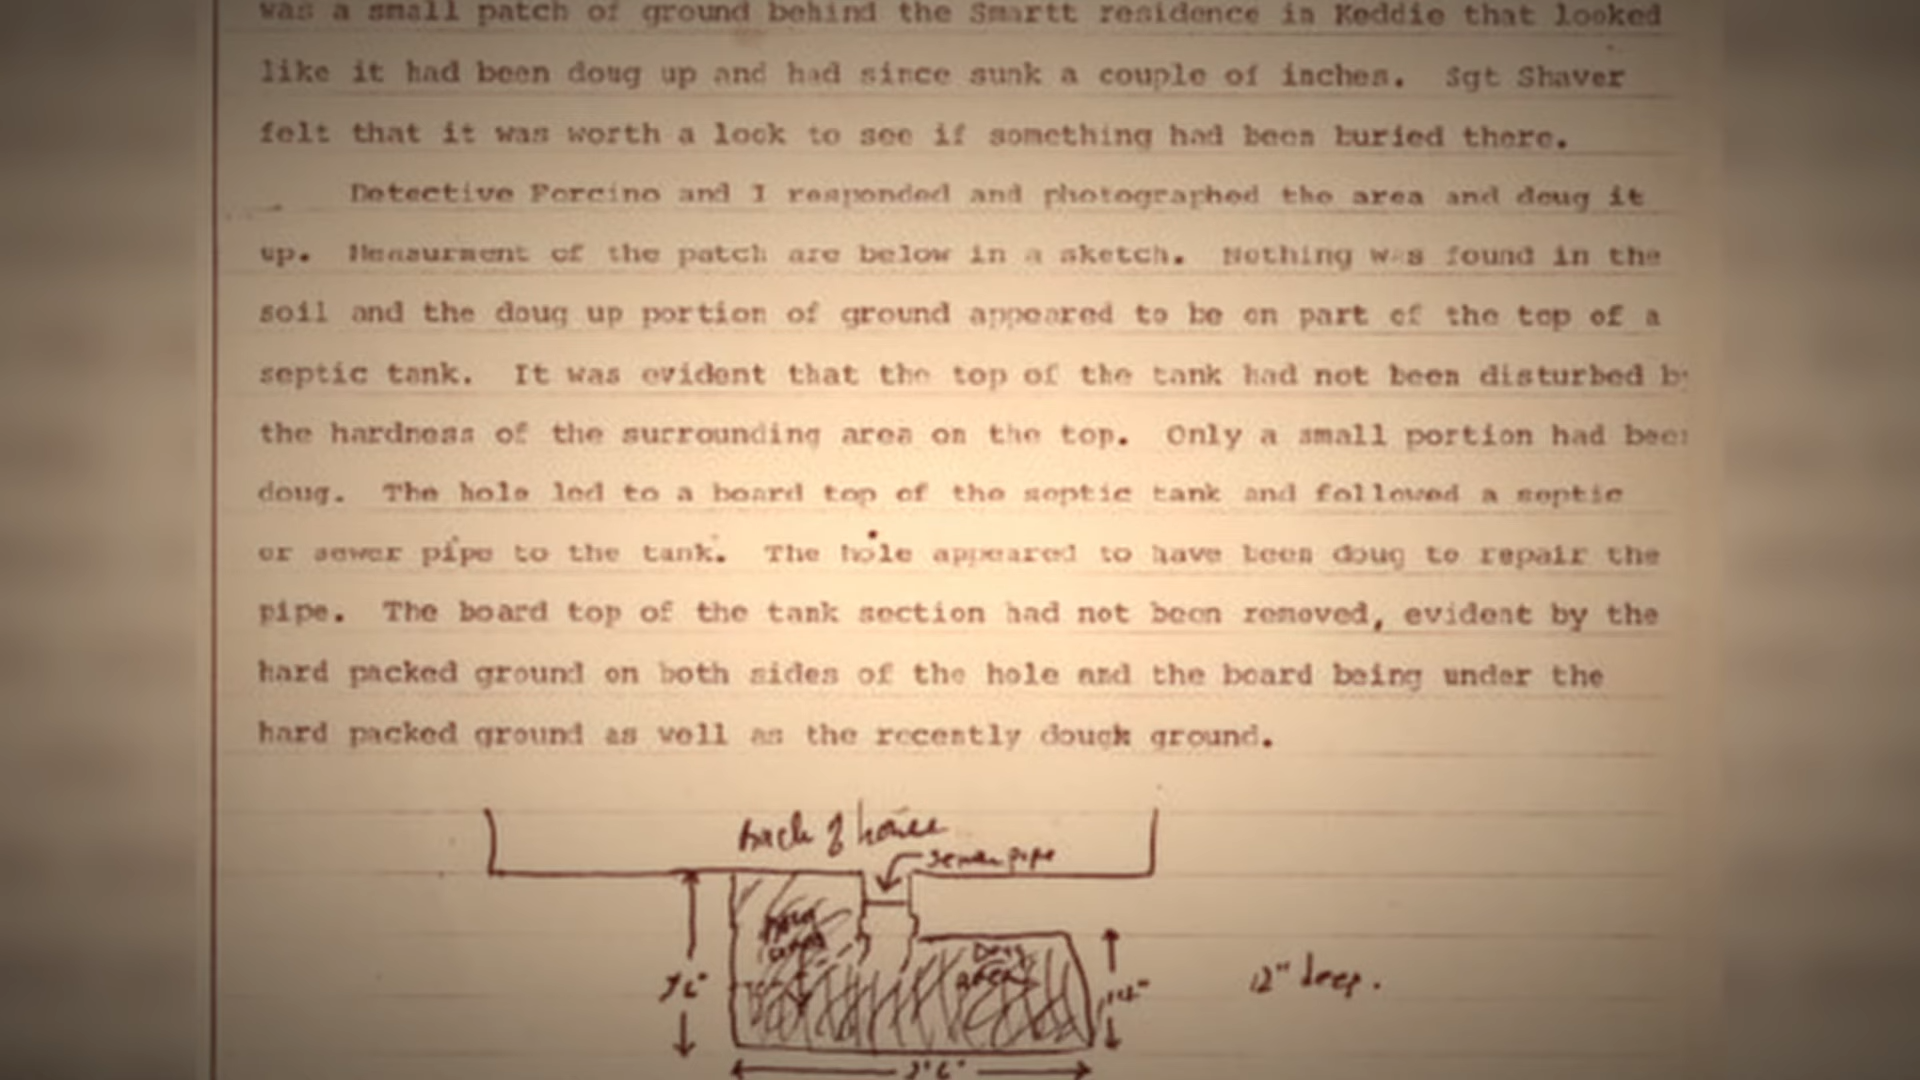 was a small patch of ground behind the Smartt residence in Keddie that looked
like it had been doug up and had since sunk a couple of inches. Sgt Shaver
felt that it was worth a look to see if something had been buried there.
Detective Forcino and I responded and photographed the area and doug it
up. Measurment of the patch are below in a sketch. Nothing was found in the
soil and the doug up portion of ground appeared to be on part of the top of a
septic tank. It was evident that the top of the tank had not been disturbed by
the hardness of the surrounding area on the top. Only a small portion had been
doug. The hole led to a board top of the septic tank and followed a septic
or sewer pipe to the tank. The hole appeared to have been doug to repair the
pipe. The board top of the tank section had not been removed, evident by the
hard packed ground on both sides of the hole and the board being under the
hard packed ground as well as the recently dough ground.
back of house
sewer pipe
Doug
area
12" deep.
2'6"